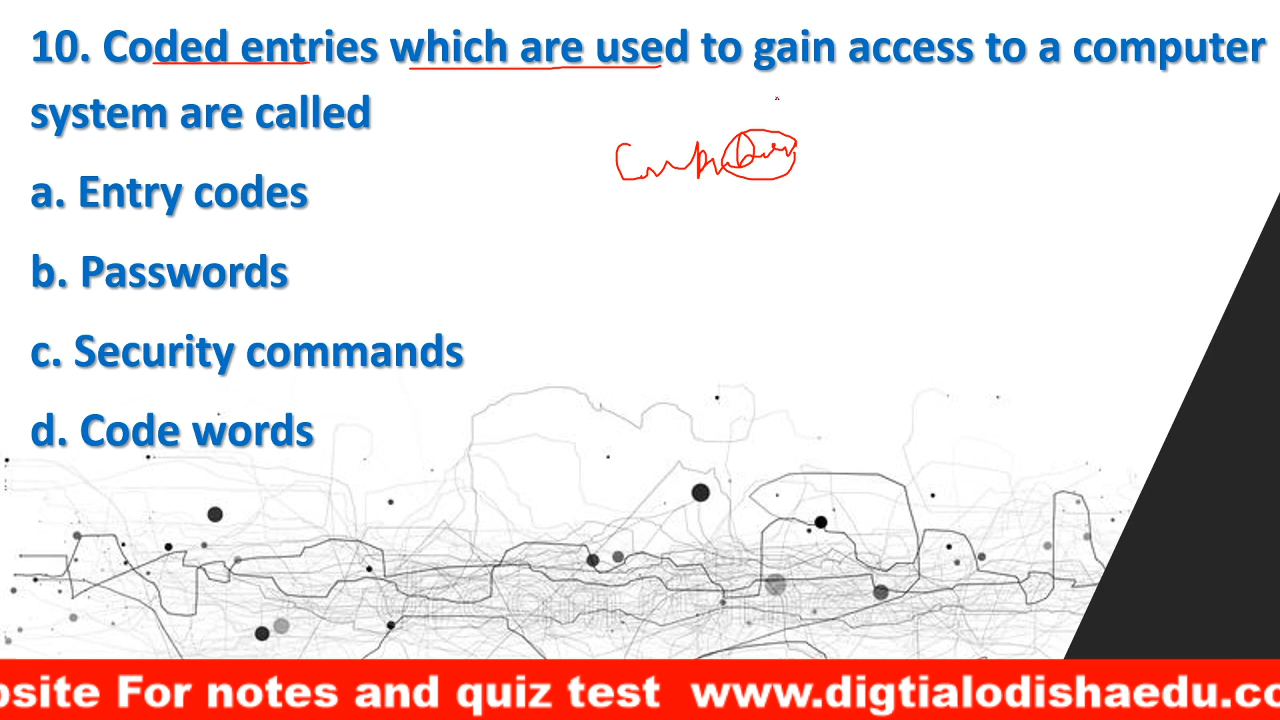 10. Coded entries which are used to gain access to a computer
system are called
a. Entry codes
b. Passwords
c. Security commands
d. Code words
bsite For notes and quiz test www.digtialodishaedu.co